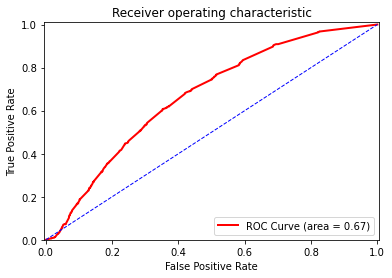 Receiver operating characteristic
1.0
0.8
0.6
0.4
0.2
0.0
True Positive Rate
ROC Curve (area = 0.67)
0.0 0.2 0.4 0.6 0.8 1.0
False Positive Rate